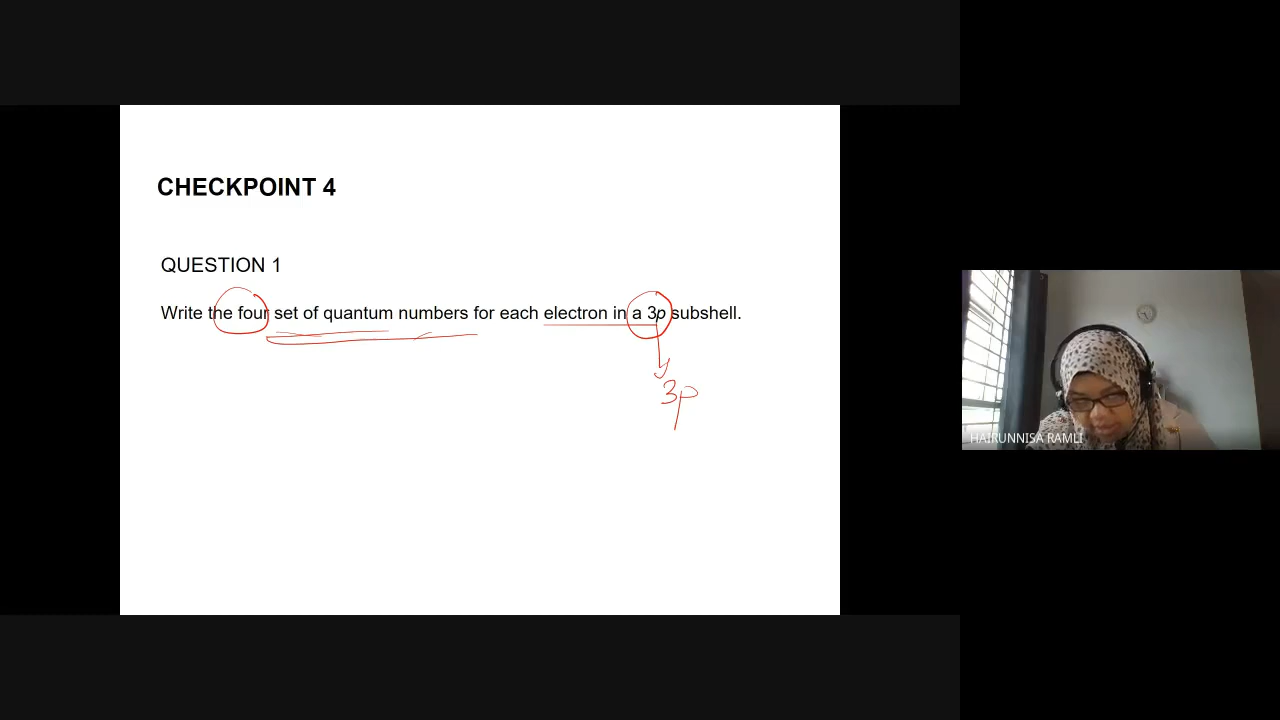 CHECKPOINT 4
QUESTION 1
Write the four set of quantum numbers for each electron in a 3p subshell.
3p
HAIRUNNISA RAMLI